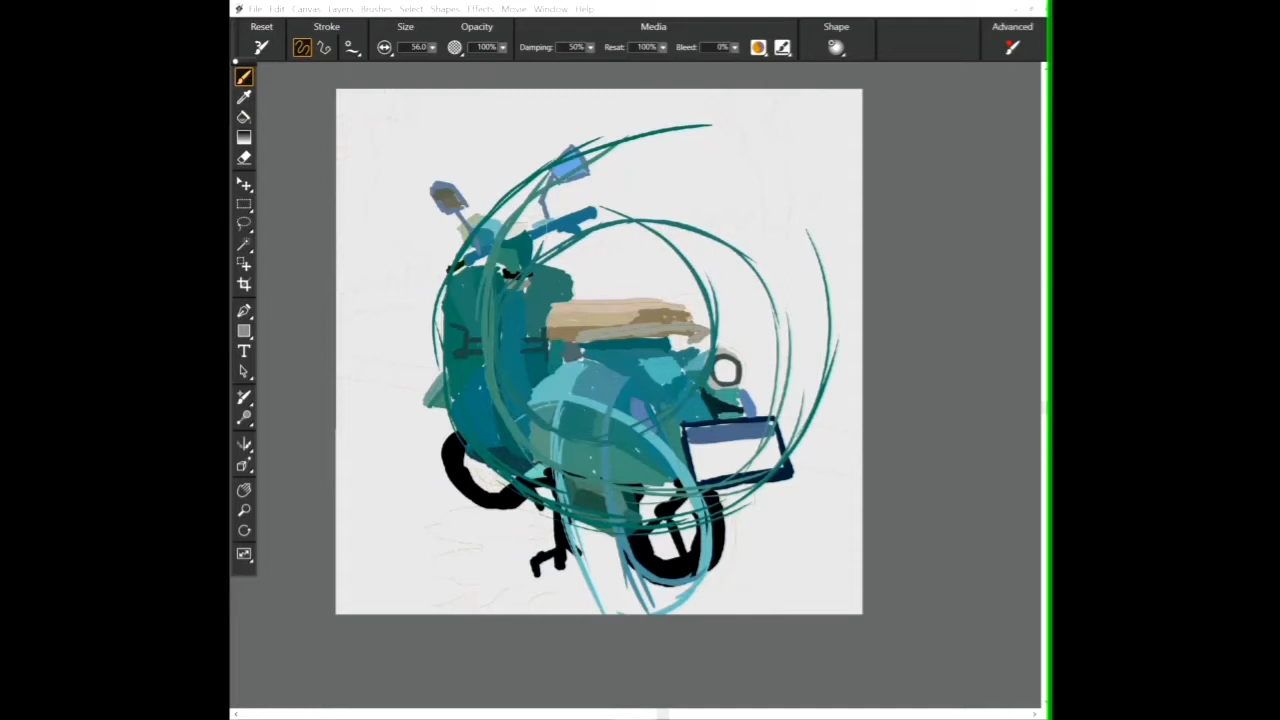 File Edit Canvas Layers Brushes Select Shapes Effects Movie Window Help
Reset Stroke Size Opacity Media Shape Advanced
56.0 100% Damping: 50% Resat: 100% Bleed: 0%
T